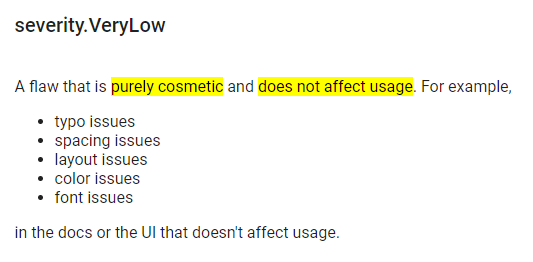 severity.VeryLow
A flaw that is purely cosmetic and does not affect usage. For example,
• typo issues
• spacing issues
• layout issues
• color issues
• font issues
in the docs or the UI that doesn't affect usage.